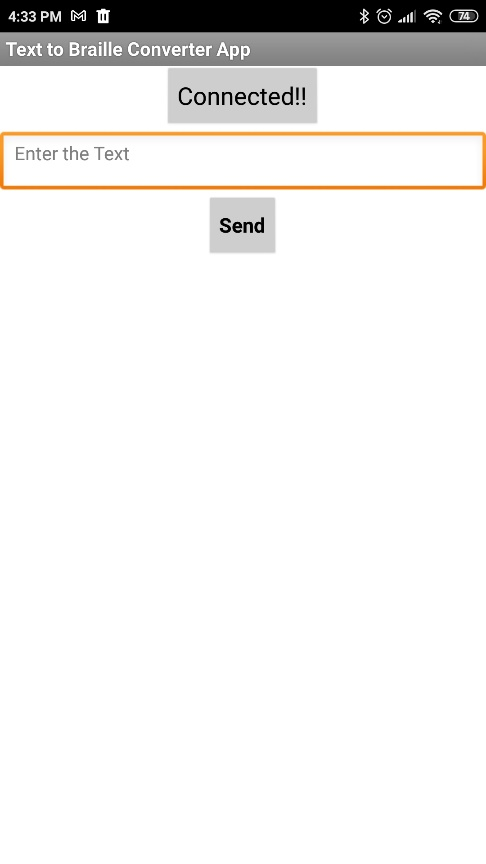 4:33 PM
74
Text to Braille Converter App
Connected!!
Enter the Text
Send